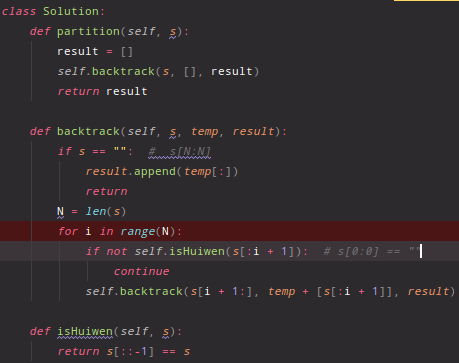 class Solution:
    def partition(self, s):
        result = []
        self.backtrack(s, [], result)
        return result

    def backtrack(self, s, temp, result):
        if s == "":  #  s[N:N]
            result.append(temp[:])
            return
        N = len(s)
        for i in range(N):
            if not self.isHuiwen(s[:i + 1]):  # s[0:0] == ""
                continue
            self.backtrack(s[i + 1:], temp + [s[:i + 1]], result)

    def isHuiwen(self, s):
        return s[::-1] == s